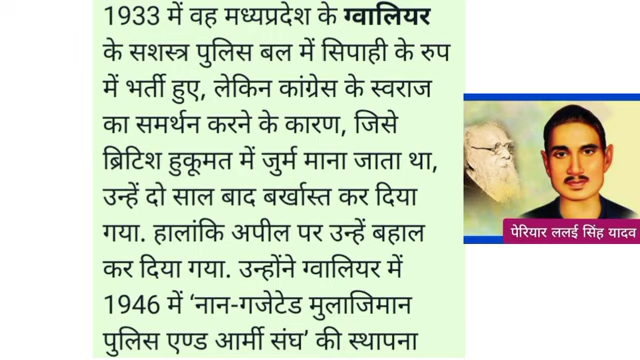 1933 में वह मध्यप्रदेश के ग्वालियर
के सशस्त्र पुलिस बल में सिपाही के रुप
में भर्ती हुए, लेकिन कांग्रेस के स्वराज
का समर्थन करने के कारण, जिसे
ब्रिटिश हुकूमत में जुर्म माना जाता था,
उन्हें दो साल बाद बर्खास्त कर दिया
गया. हालांकि अपील पर उन्हें बहाल
कर दिया गया. उन्होंने ग्वालियर में
1946 में ‘नान-गजेटेड मुलाजिमान
पुलिस एण्ड आर्मी संघ’ की स्थापना
पेरियार ललई सिंह यादव